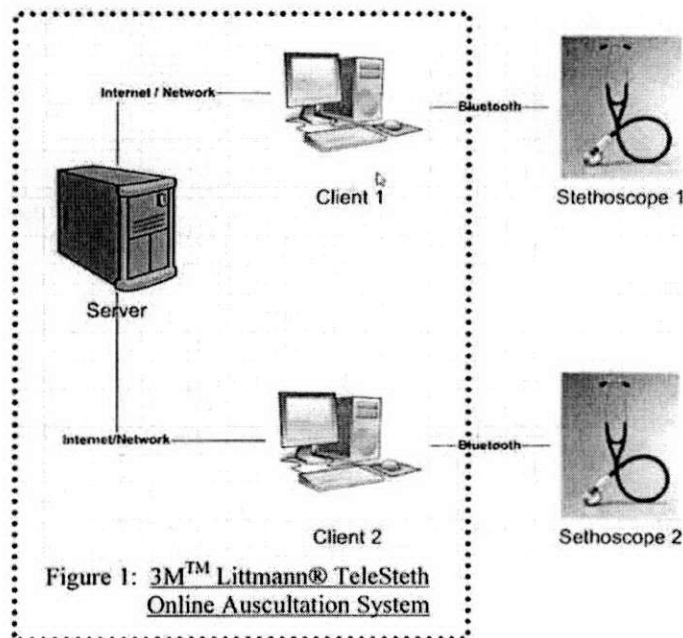 Internet / Network
Bluetooth
Client 1
Stethoscope 1
Server
Internet/Network
Bluetooth
Client 2
Sethoscope 2
Figure 1: 3M™ Littmann® TeleSteth
Online Auscultation System